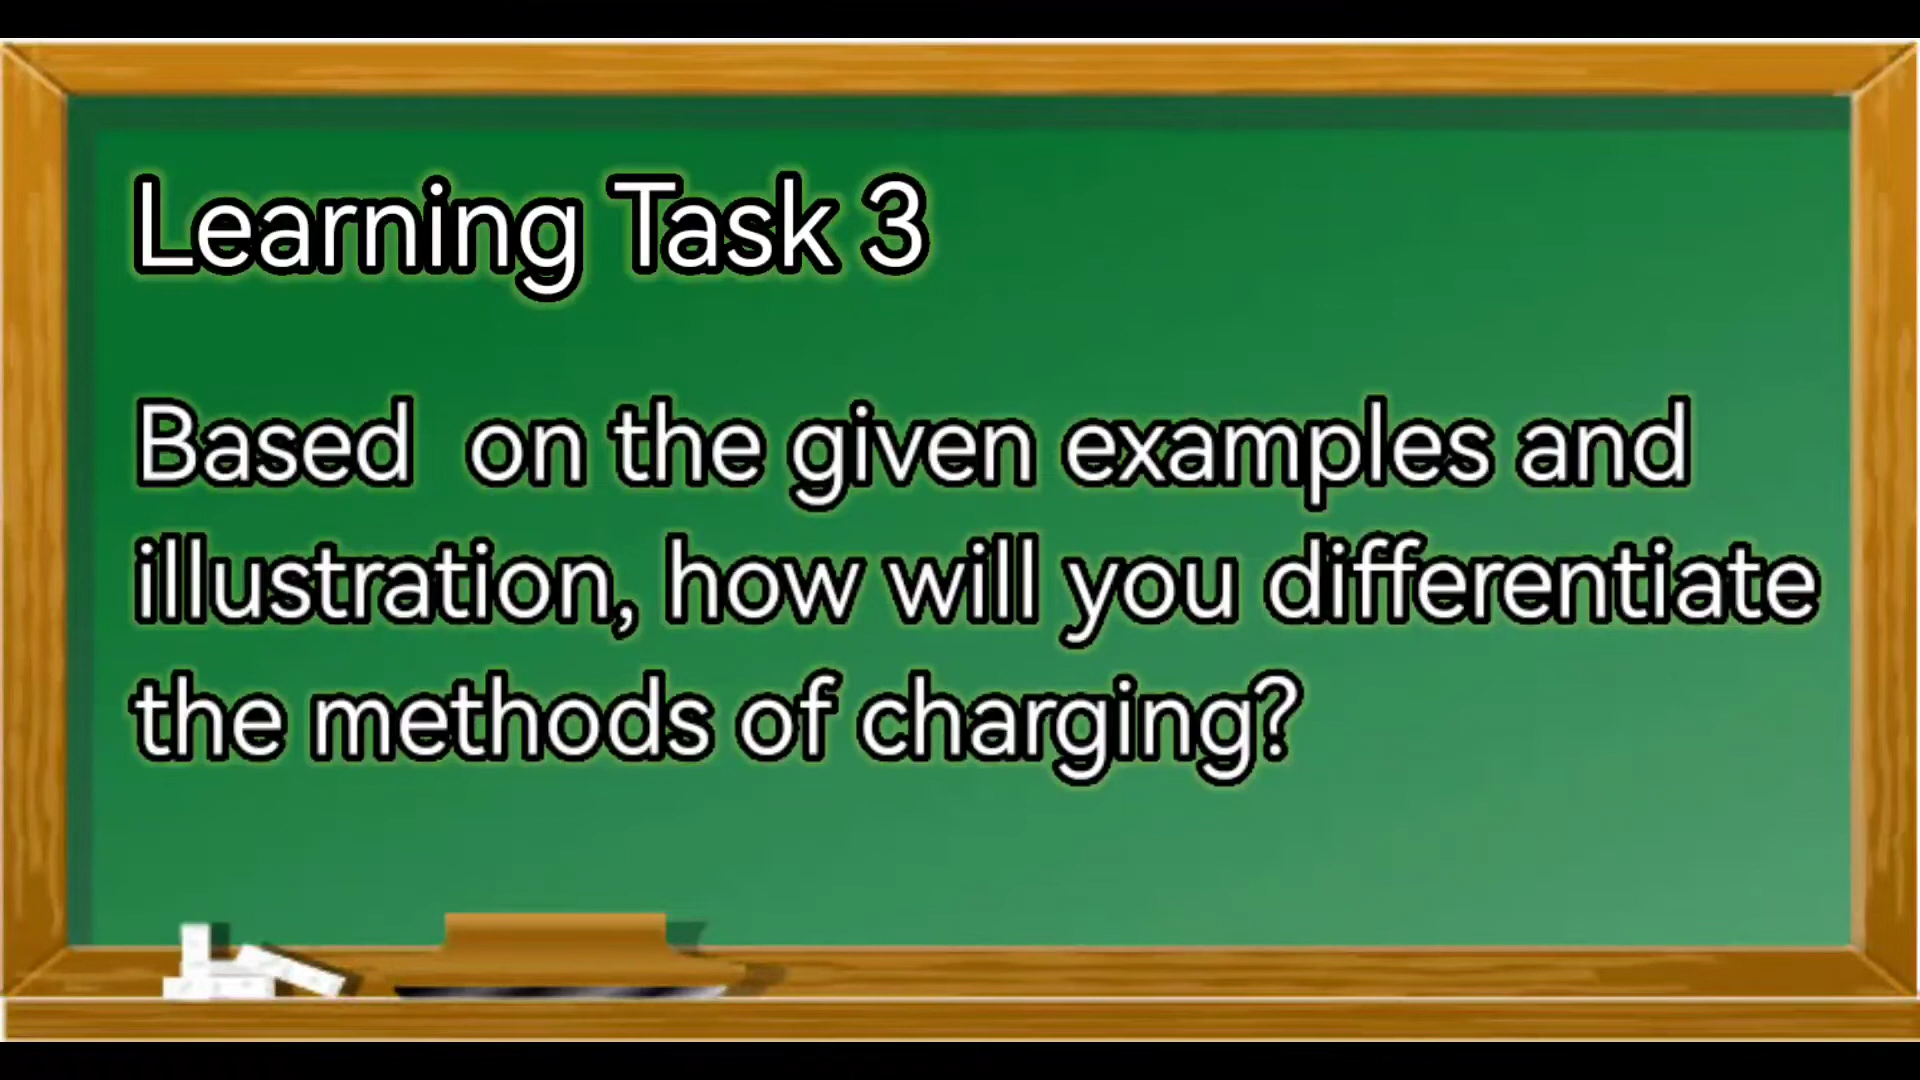 Learning Task 3
Based  on the given examples and
illustration, how will you differentiate
the methods of charging?